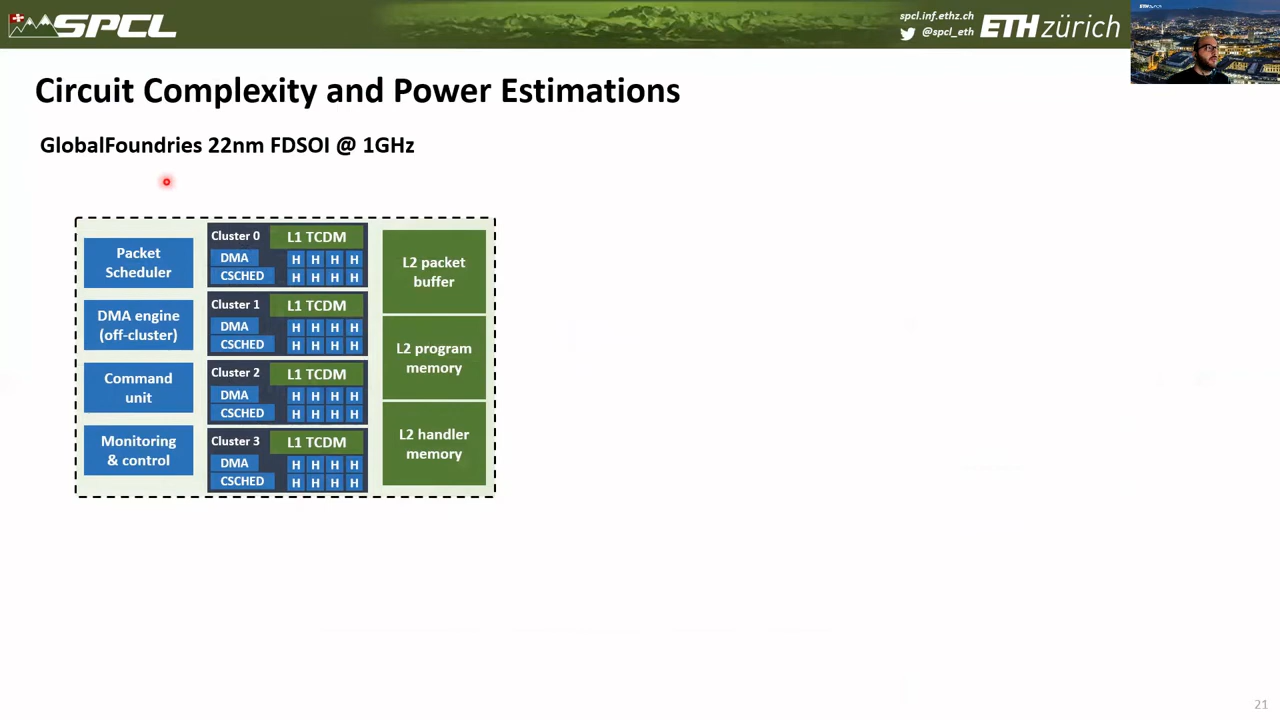 SPCL
spcl.inf.ethz.ch
@spcl_eth
ETH zürich
Circuit Complexity and Power Estimations
GlobalFoundries 22nm FDSOI @ 1GHz
Packet
Scheduler
DMA engine
(off-cluster)
Command
unit
Monitoring
& control
Cluster 0
L1 TCDM
DMA
H H H H
CSCHED
H H H H
Cluster 1
L1 TCDM
DMA
H H H H
CSCHED
H H H H
Cluster 2
L1 TCDM
DMA
H H H H
CSCHED
H H H H
Cluster 3
L1 TCDM
DMA
H H H H
CSCHED
H H H H
L2 packet
buffer
L2 program
memory
L2 handler
memory
21